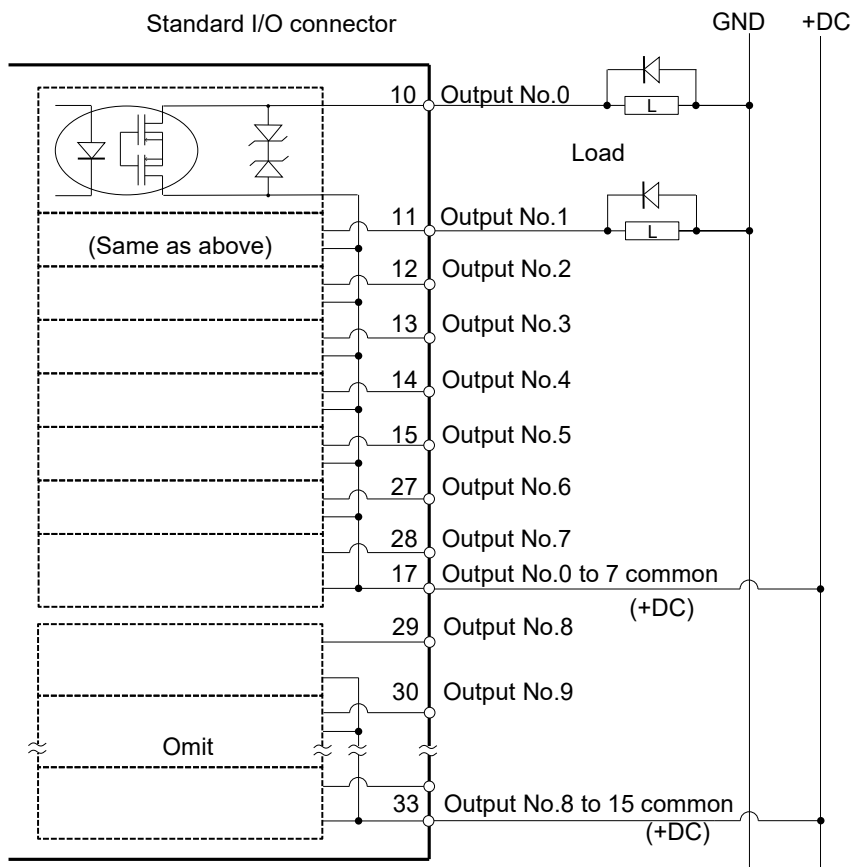 Standard I/O connector
GND +DC
10 Output No.0
L
Load
11 Output No.1
L
(Same as above)
12 Output No.2
13 Output No.3
14 Output No.4
15 Output No.5
27 Output No.6
28 Output No.7
17 Output No.0 to 7 common
(+DC)
29 Output No.8
30 Output No.9
Omit
33 Output No.8 to 15 common
(+DC)